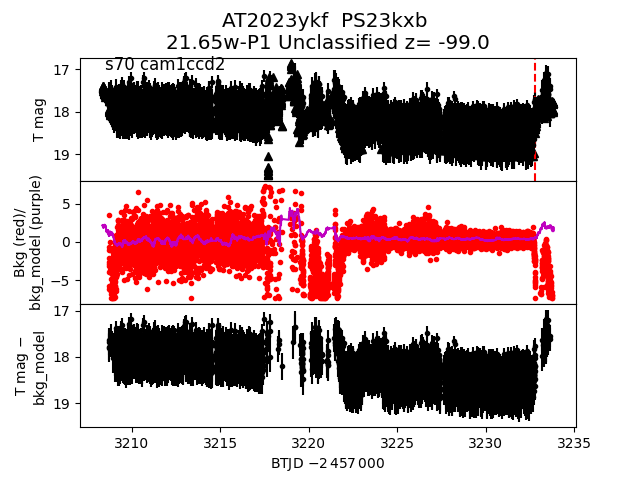 AT2023ykf  PS23kxb
21.65w-P1 Unclassified z= -99.0
s70 cam1ccd2
17
18
19
T mag
5
0
−5
Bkg (red)/
bkg_model (purple)
17
18
19
T mag −
bkg_model
3210
3215
3220
3225
3230
3235
BTJD −2 457 000